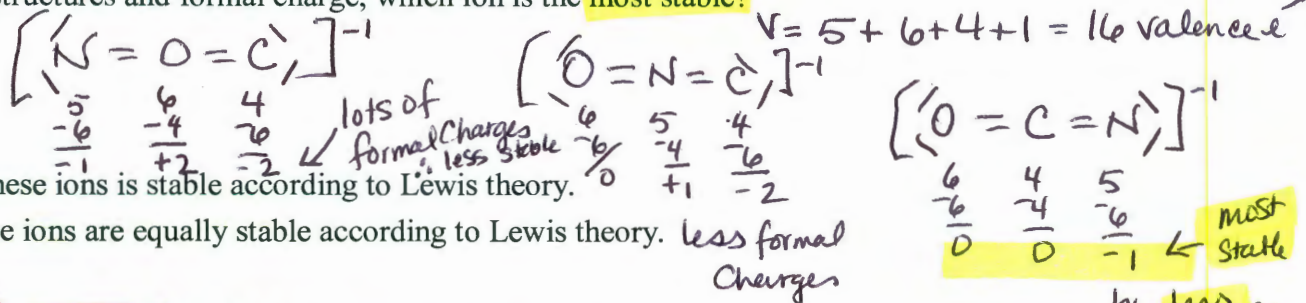 structures and formal charge, which ion is the most stable?
V = 5 + 6 + 4 + 1 = 16 valence e⁻
[N = O = C]⁻¹
5 6 4
-6 -4 -6
-1 +2 -2
lots of
formal Charges
∴ less stable
[O = N = C]⁻¹
6 5 4
-6 -4 -6
0 +1 -2
less formal
Charges
[O = C = N]⁻¹
6 4 5
-6 -4 -6
0 0 -1
← most
Stable
these ions is stable according to Lewis theory.
e ions are equally stable according to Lewis theory.